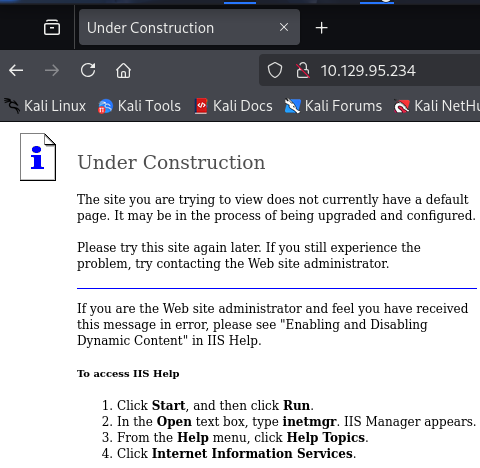 Under Construction
10.129.95.234
Kali Linux Kali Tools Kali Docs Kali Forums Kali NetHu
Under Construction
The site you are trying to view does not currently have a default
page. It may be in the process of being upgraded and configured.
Please try this site again later. If you still experience the
problem, try contacting the Web site administrator.
If you are the Web site administrator and feel you have received
this message in error, please see "Enabling and Disabling
Dynamic Content" in IIS Help.
To access IIS Help
1. Click Start, and then click Run.
2. In the Open text box, type inetmgr. IIS Manager appears.
3. From the Help menu, click Help Topics.
4. Click Internet Information Services.